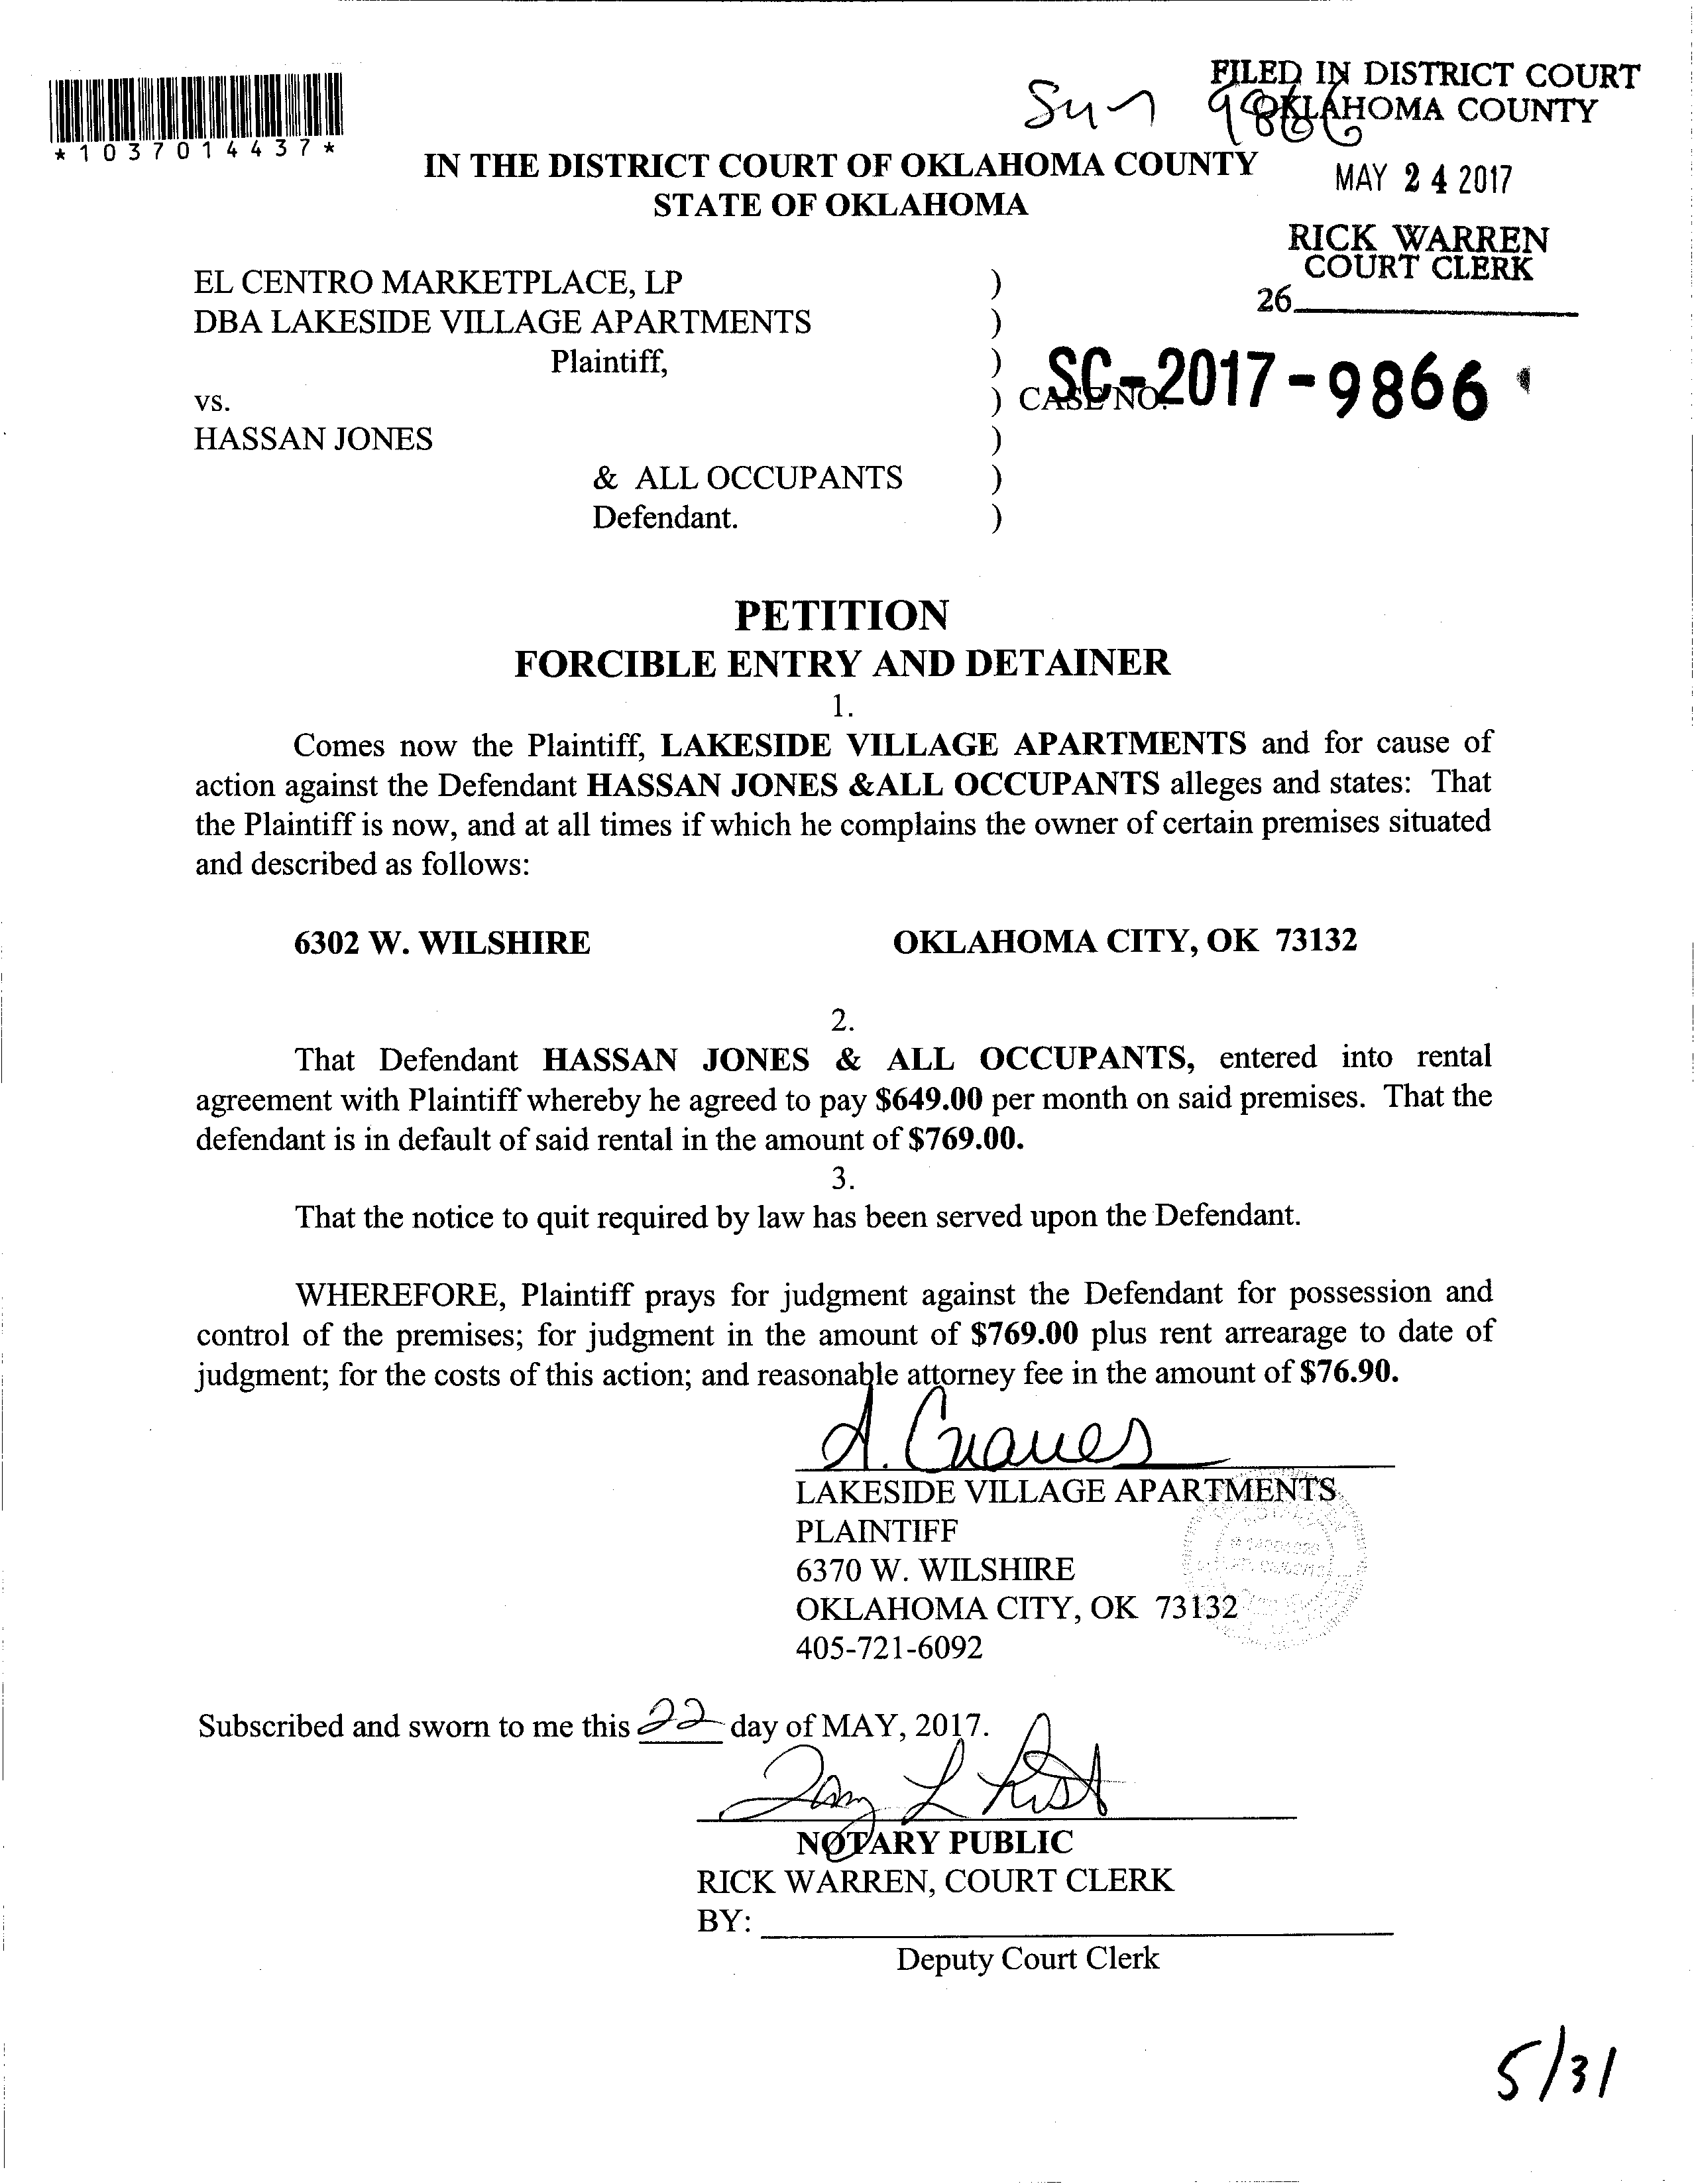 FILED IN DISTRICT COURT
OKLAHOMA COUNTY
9866
*1037014437*
IN THE DISTRICT COURT OF OKLAHOMA COUNTY
STATE OF OKLAHOMA
MAY 24 2017
RICK WARREN
COURT CLERK
26
EL CENTRO MARKETPLACE, LP )
DBA LAKESIDE VILLAGE APARTMENTS )
Plaintiff, )
vs. ) CASE NO. SC-2017-9866
HASSAN JONES )
& ALL OCCUPANTS )
Defendant. )
PETITION
FORCIBLE ENTRY AND DETAINER
1.
Comes now the Plaintiff, LAKESIDE VILLAGE APARTMENTS and for cause of
action against the Defendant HASSAN JONES &ALL OCCUPANTS alleges and states: That
the Plaintiff is now, and at all times if which he complains the owner of certain premises situated
and described as follows:
6302 W. WILSHIRE OKLAHOMA CITY, OK 73132
2.
That Defendant HASSAN JONES & ALL OCCUPANTS, entered into rental
agreement with Plaintiff whereby he agreed to pay $649.00 per month on said premises. That the
defendant is in default of said rental in the amount of $769.00.
3.
That the notice to quit required by law has been served upon the Defendant.
WHEREFORE, Plaintiff prays for judgment against the Defendant for possession and
control of the premises; for judgment in the amount of $769.00 plus rent arrearage to date of
judgment; for the costs of this action; and reasonable attorney fee in the amount of $76.90.
LAKESIDE VILLAGE APARTMENTS
PLAINTIFF
6370 W. WILSHIRE
OKLAHOMA CITY, OK 73132
405-721-6092
Subscribed and sworn to me this 22 day of MAY, 2017.
NOTARY PUBLIC
RICK WARREN, COURT CLERK
BY:
Deputy Court Clerk
5/31